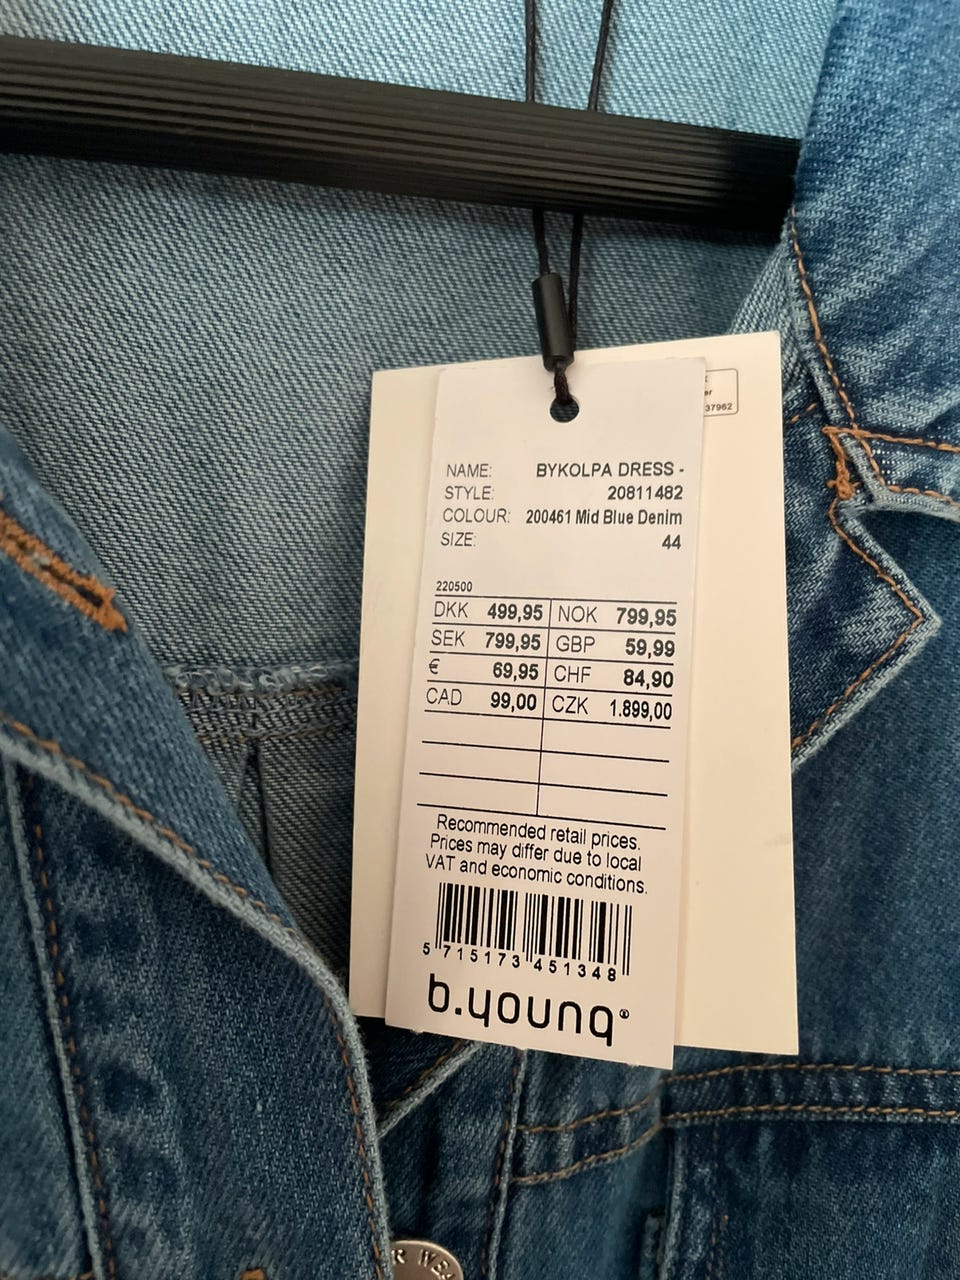 NAME: BYKOLPA DRESS -
STYLE: 20811482
COLOUR: 200461 Mid Blue Denim
SIZE: 44
220500
DKK 499,95 NOK 799,95
SEK 799,95 GBP 59,99
€ 69,95 CHF 84,90
CAD 99,00 CZK 1.899,00
Recommended retail prices.
Prices may differ due to local
VAT and economic conditions.
5 715173 451348
b.young®
37962
R WEA